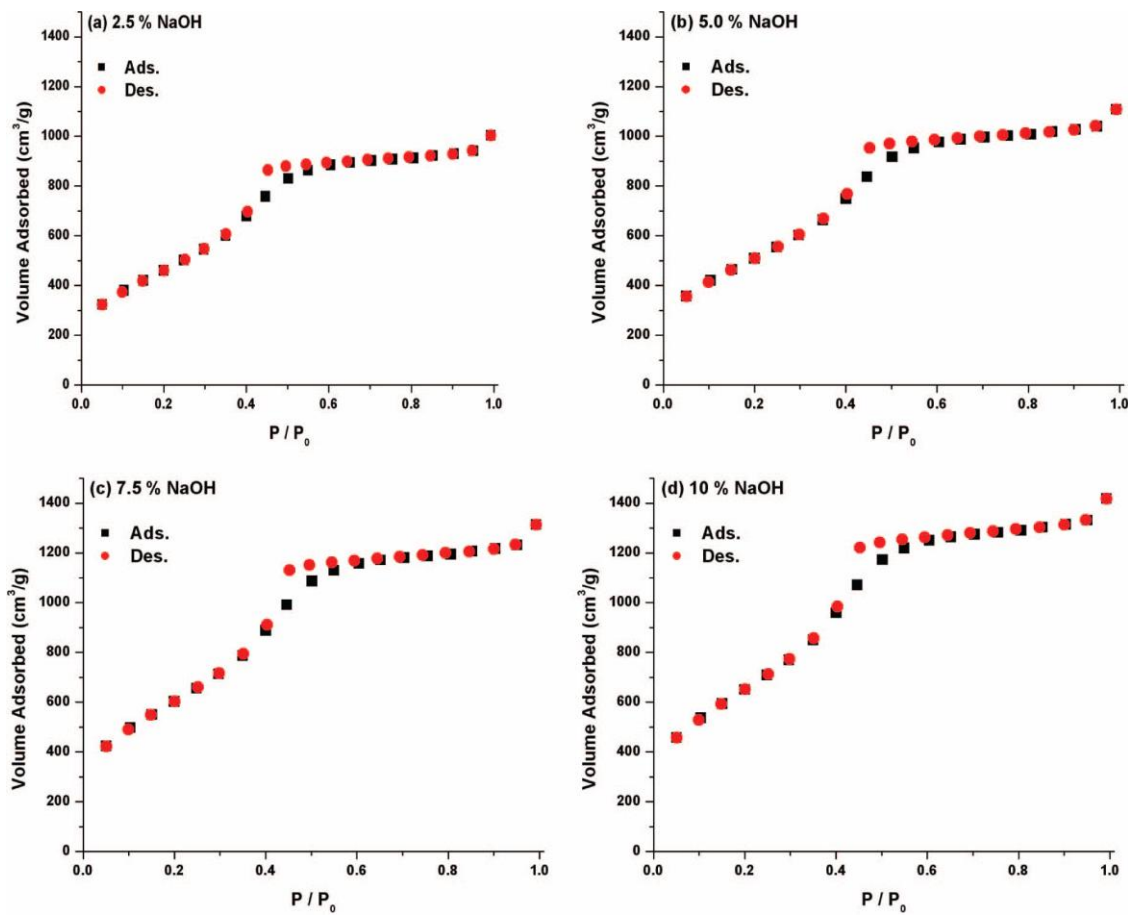 (a) 2.5 % NaOH
Ads.
Des.
Volume Adsorbed (cm³/g)
1400
1200
1000
800
600
400
200
0
0.0 0.2 0.4 0.6 0.8 1.0
P / P₀
(b) 5.0 % NaOH
Ads.
Des.
Volume Adsorbed (cm³/g)
1400
1200
1000
800
600
400
200
0
0.0 0.2 0.4 0.6 0.8 1.0
P / P₀
(c) 7.5 % NaOH
Ads.
Des.
Volume Adsorbed (cm³/g)
1400
1200
1000
800
600
400
200
0
0.0 0.2 0.4 0.6 0.8 1.0
P / P₀
(d) 10 % NaOH
Ads.
Des.
Volume Adsorbed (cm³/g)
1400
1200
1000
800
600
400
200
0
0.0 0.2 0.4 0.6 0.8 1.0
P / P₀